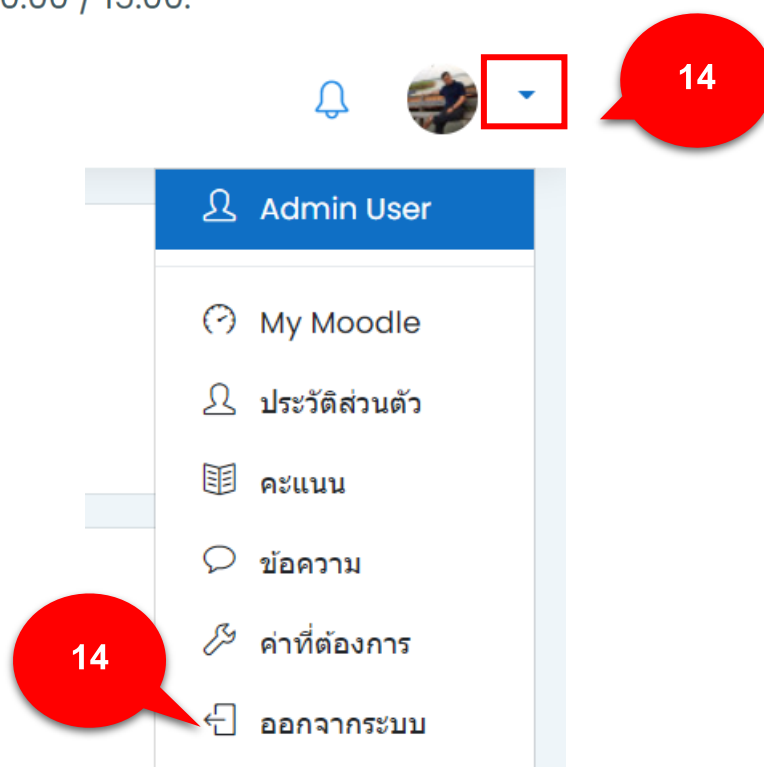 14
Admin User
My Moodle
ประวัติส่วนตัว
คะแนน
ข้อความ
ค่าที่ต้องการ
14
ออกจากระบบ